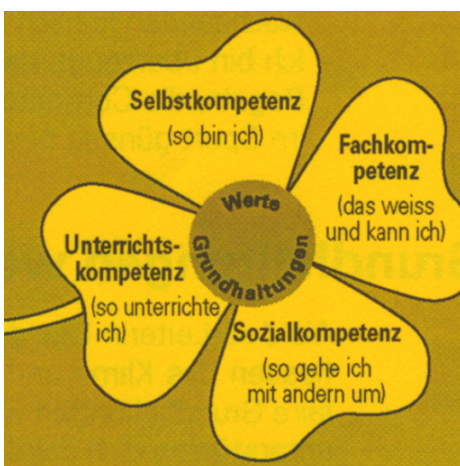 Selbstkompetenz
(so bin ich)
Fachkom-
petenz
(das weiss
und kann ich)
Werte
Grundhaltungen
Unterrichts-
kompetenz
(so unterrichte
ich)
Sozialkompetenz
(so gehe ich
mit andern um)